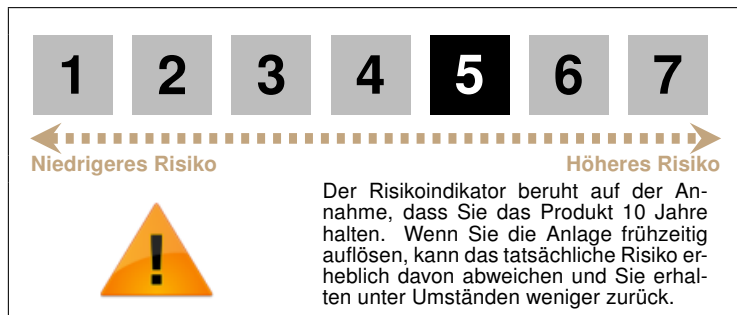 1 2 3 4 5 6 7
Niedrigeres Risiko Höheres Risiko
Der Risikoindikator beruht auf der An-
nahme, dass Sie das Produkt 10 Jahre
halten. Wenn Sie die Anlage frühzeitig
auflösen, kann das tatsächliche Risiko er-
heblich davon abweichen und Sie erhal-
ten unter Umständen weniger zurück.